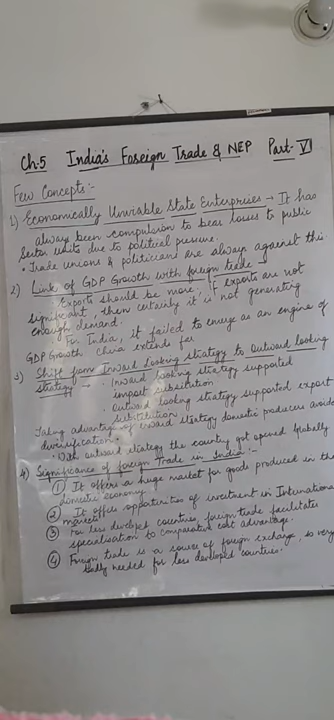 Ch.5 India's Foreign Trade & NEP Part-VI
Few Concepts:-
1) Economically Unviable State Enterprises → It has
always been compulsion to bear losses to public
Sector units due to political pressure.
• Trade unions & politicians are always against this
2) Link of GDP Growth with foreign trade →
Exports should be more, if exports are not
significant, then certainly it is not generating
enough demand.
For India, it failed to emerge as an engine of
GDP Growth China extends far
3) Shift from Inward looking strategy to Outward looking
strategy → • Inward looking strategy supported
import substitution
• Outward looking strategy supported export
substitution
Taking advantage of inward strategy domestic producers avoid
diversification.
• With outward strategy the country got opened globally
4) Significance of foreign Trade in India :-
① It offers a huge market for goods produced in the
domestic economy.
② It offers opportunities of investment in International
markets
③ For less developed countries, foreign trade facilitates
specialisation to comparative cost advantage.
④ Foreign trade is a source of foreign exchange, so very
badly needed for less developed countries.